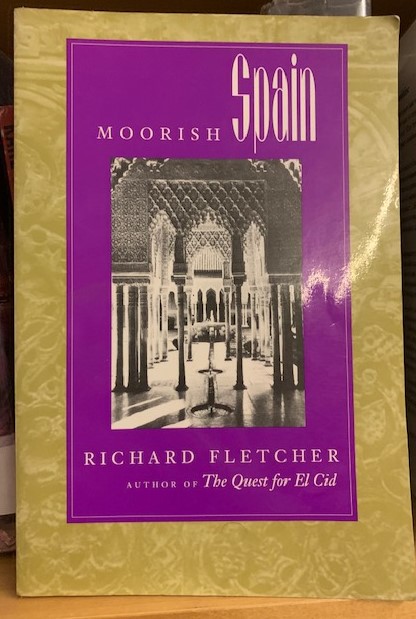 MOORISH Spain
RICHARD FLETCHER
AUTHOR OF The Quest for El Cid